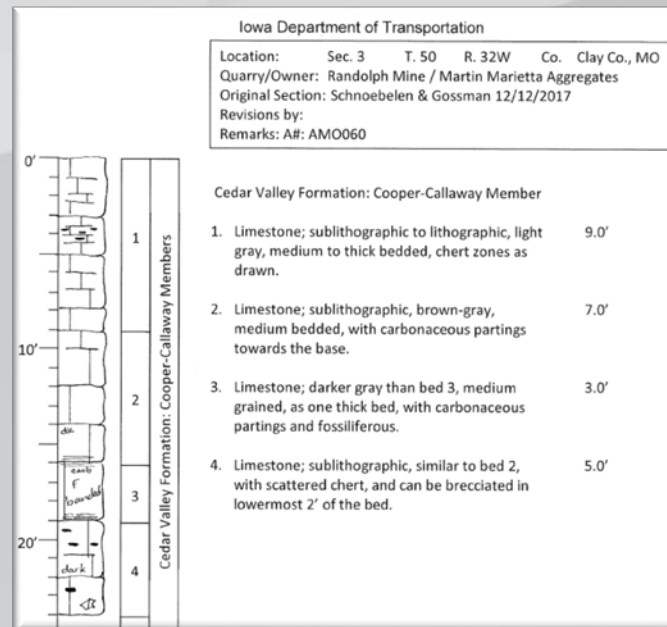 Iowa Department of Transportation
Location: Sec. 3 T. 50 R. 32W Co. Clay Co., MO
Quarry/Owner: Randolph Mine / Martin Marietta Aggregates
Original Section: Schnoebelen & Gossman 12/12/2017
Revisions by:
Remarks: A#: AMO060
Cedar Valley Formation: Cooper-Callaway Member
1. Limestone; sublithographic to lithographic, light 9.0’
gray, medium to thick bedded, chert zones as
drawn.
2. Limestone; sublithographic, brown-gray, 7.0’
medium bedded, with carbonaceous partings
towards the base.
3. Limestone; darker gray than bed 3, medium 3.0’
grained, as one thick bed, with carbonaceous
partings and fossiliferous.
4. Limestone; sublithographic, similar to bed 2, 5.0’
with scattered chert, and can be brecciated in
lowermost 2’ of the bed.
0’
10’
20’
carb
F
banded
dark
1
2
3
4
Cedar Valley Formation: Cooper-Callaway Members